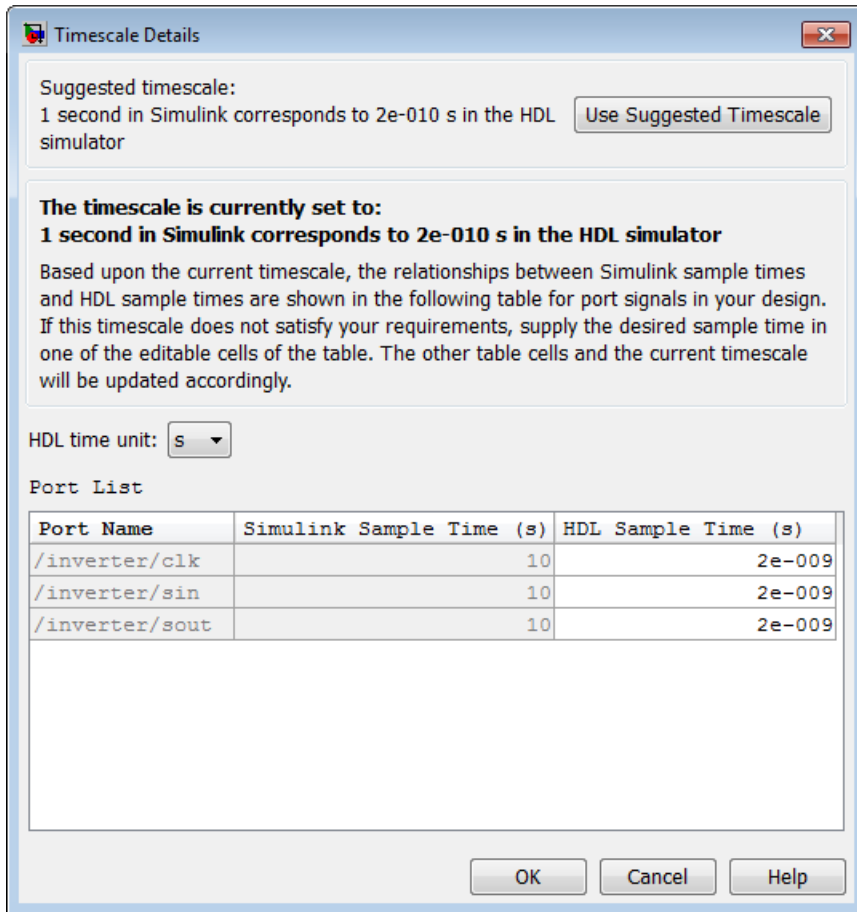 Timescale Details
Suggested timescale:
1 second in Simulink corresponds to 2e-010 s in the HDL
simulator
Use Suggested Timescale
The timescale is currently set to:
1 second in Simulink corresponds to 2e-010 s in the HDL simulator
Based upon the current timescale, the relationships between Simulink sample times
and HDL sample times are shown in the following table for port signals in your design.
If this timescale does not satisfy your requirements, supply the desired sample time in
one of the editable cells of the table. The other table cells and the current timescale
will be updated accordingly.
HDL time unit: s
Port List
Port Name Simulink Sample Time (s) HDL Sample Time (s)
/inverter/clk 10 2e-009
/inverter/sin 10 2e-009
/inverter/sout 10 2e-009
OK Cancel Help